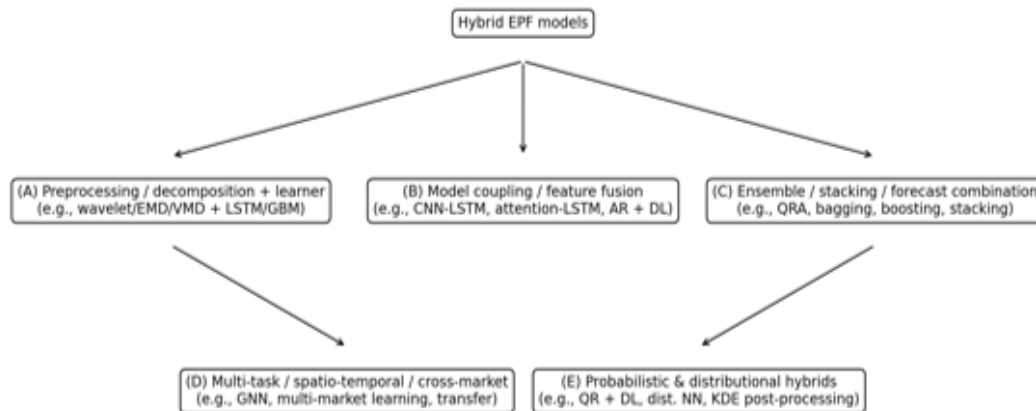 Hybrid EPF models
(A) Preprocessing / decomposition + learner
(e.g., wavelet/EMD/VMD + LSTM/GBM)
(B) Model coupling / feature fusion
(e.g., CNN-LSTM, attention-LSTM, AR + DL)
(C) Ensemble / stacking / forecast combination
(e.g., QRA, bagging, boosting, stacking)
(D) Multi-task / spatio-temporal / cross-market
(e.g., GNN, multi-market learning, transfer)
(E) Probabilistic & distributional hybrids
(e.g., QR + DL, dist. NN, KDE post-processing)